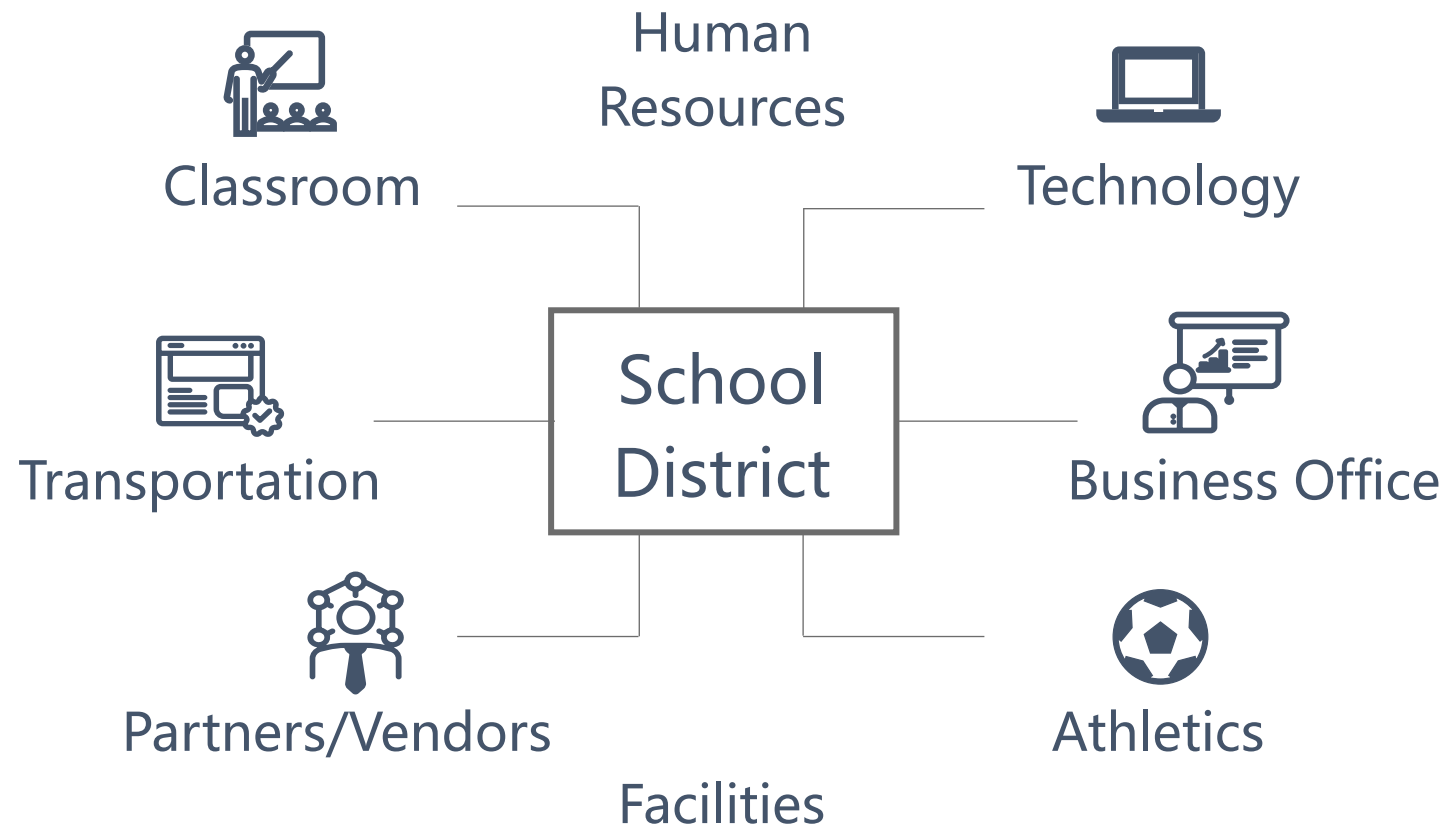 Human
Resources
Classroom
Technology
School
District
Transportation
Business Office
Partners/Vendors
Athletics
Facilities